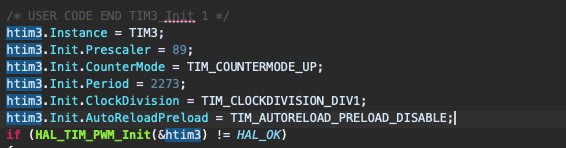 /* USER CODE END TIM3_Init 1 */
htim3.Instance = TIM3;
htim3.Init.Prescaler = 89;
htim3.Init.CounterMode = TIM_COUNTERMODE_UP;
htim3.Init.Period = 2273;
htim3.Init.ClockDivision = TIM_CLOCKDIVISION_DIV1;
htim3.Init.AutoReloadPreload = TIM_AUTORELOAD_PRELOAD_DISABLE;
if (HAL_TIM_PWM_Init(&htim3) != HAL_OK)